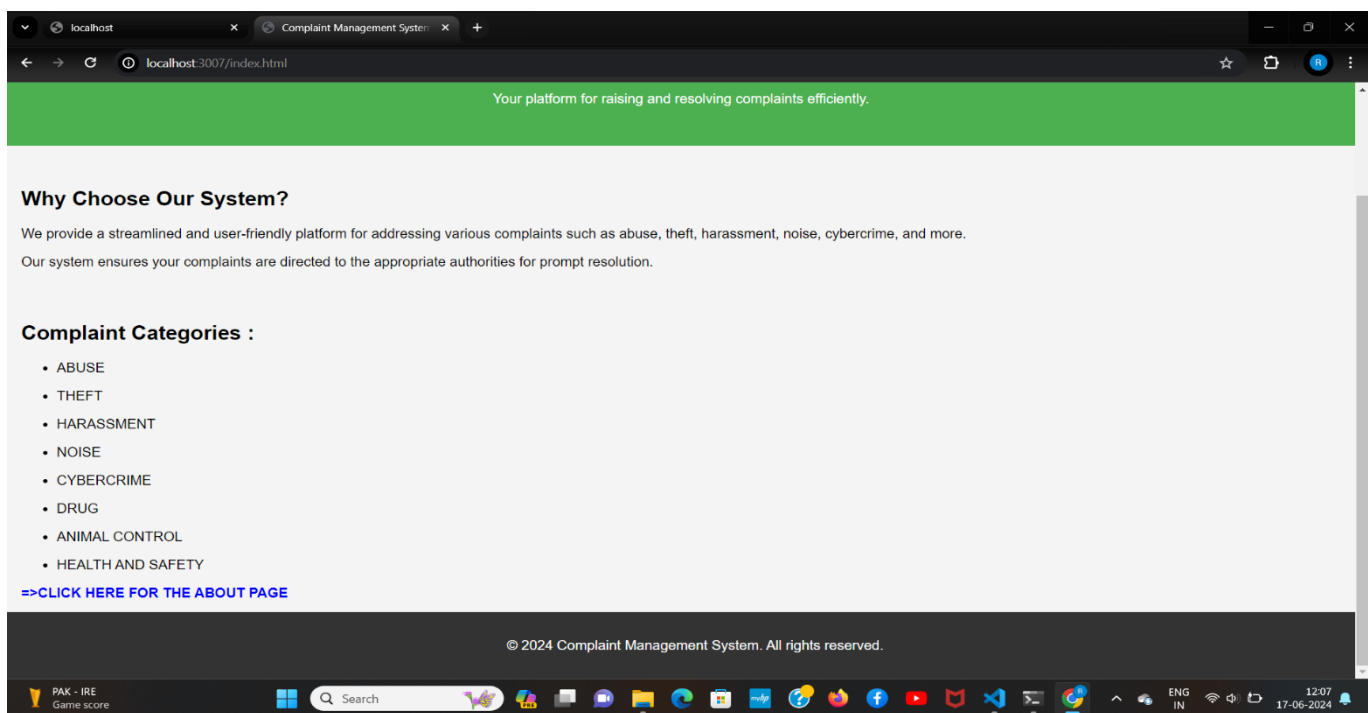 localhost
Complaint Management System
localhost:3007/index.html
R
Your platform for raising and resolving complaints efficiently.
Why Choose Our System?
We provide a streamlined and user-friendly platform for addressing various complaints such as abuse, theft, harassment, noise, cybercrime, and more.
Our system ensures your complaints are directed to the appropriate authorities for prompt resolution.
Complaint Categories :
• ABUSE
• THEFT
• HARASSMENT
• NOISE
• CYBERCRIME
• DRUG
• ANIMAL CONTROL
• HEALTH AND SAFETY
=>CLICK HERE FOR THE ABOUT PAGE
© 2024 Complaint Management System. All rights reserved.
PAK - IRE
Game score
Search
ENG
IN
12:07
17-06-2024